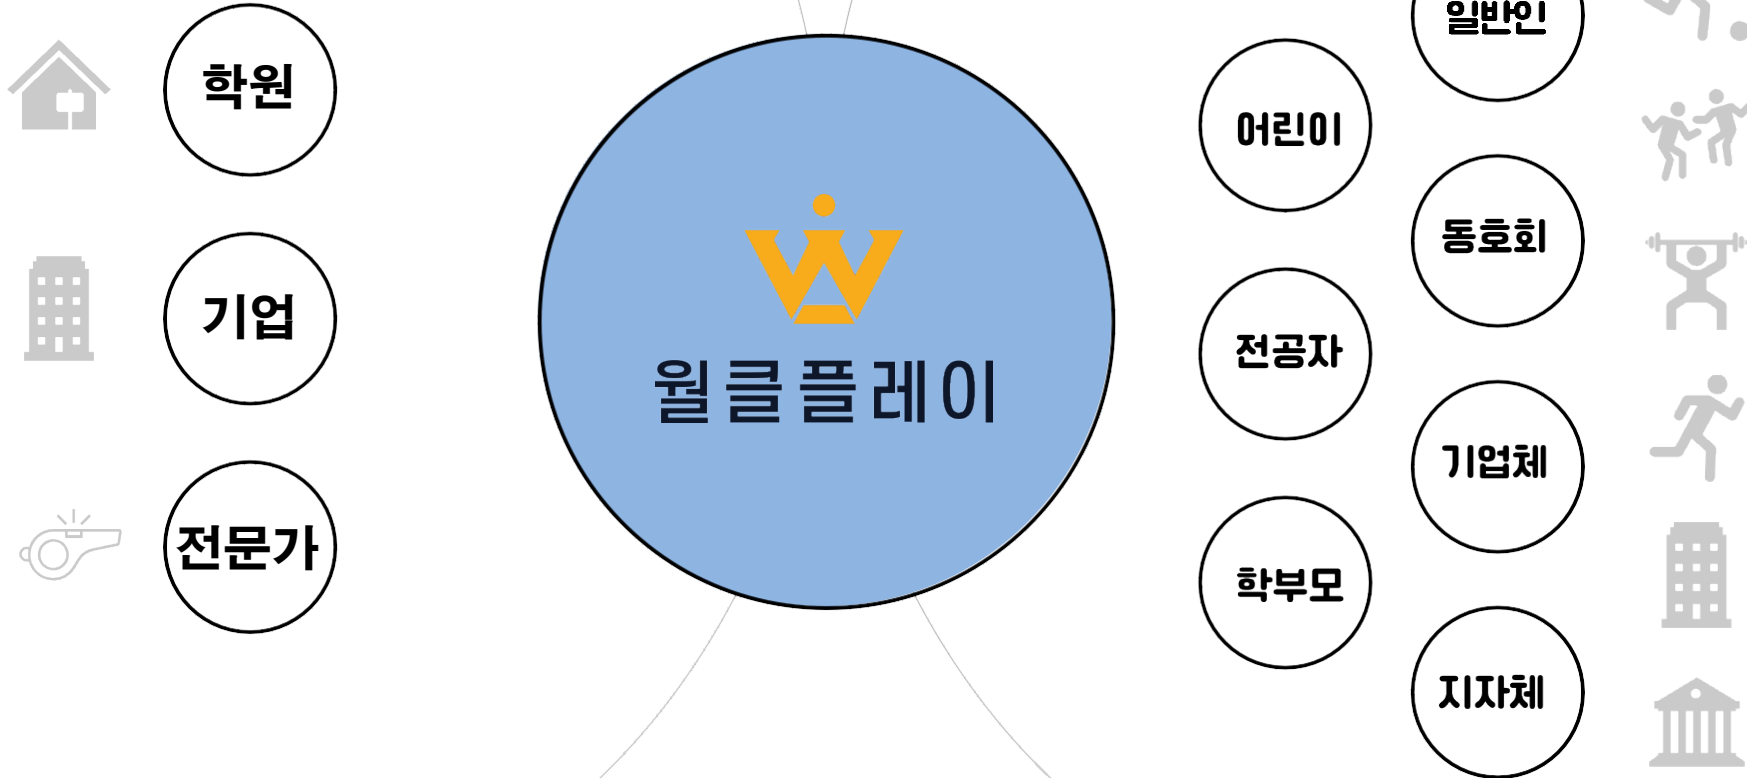 학원
기업
전문가
월클플레이
어린이
전공자
학부모
일반인
동호회
기업체
지자체